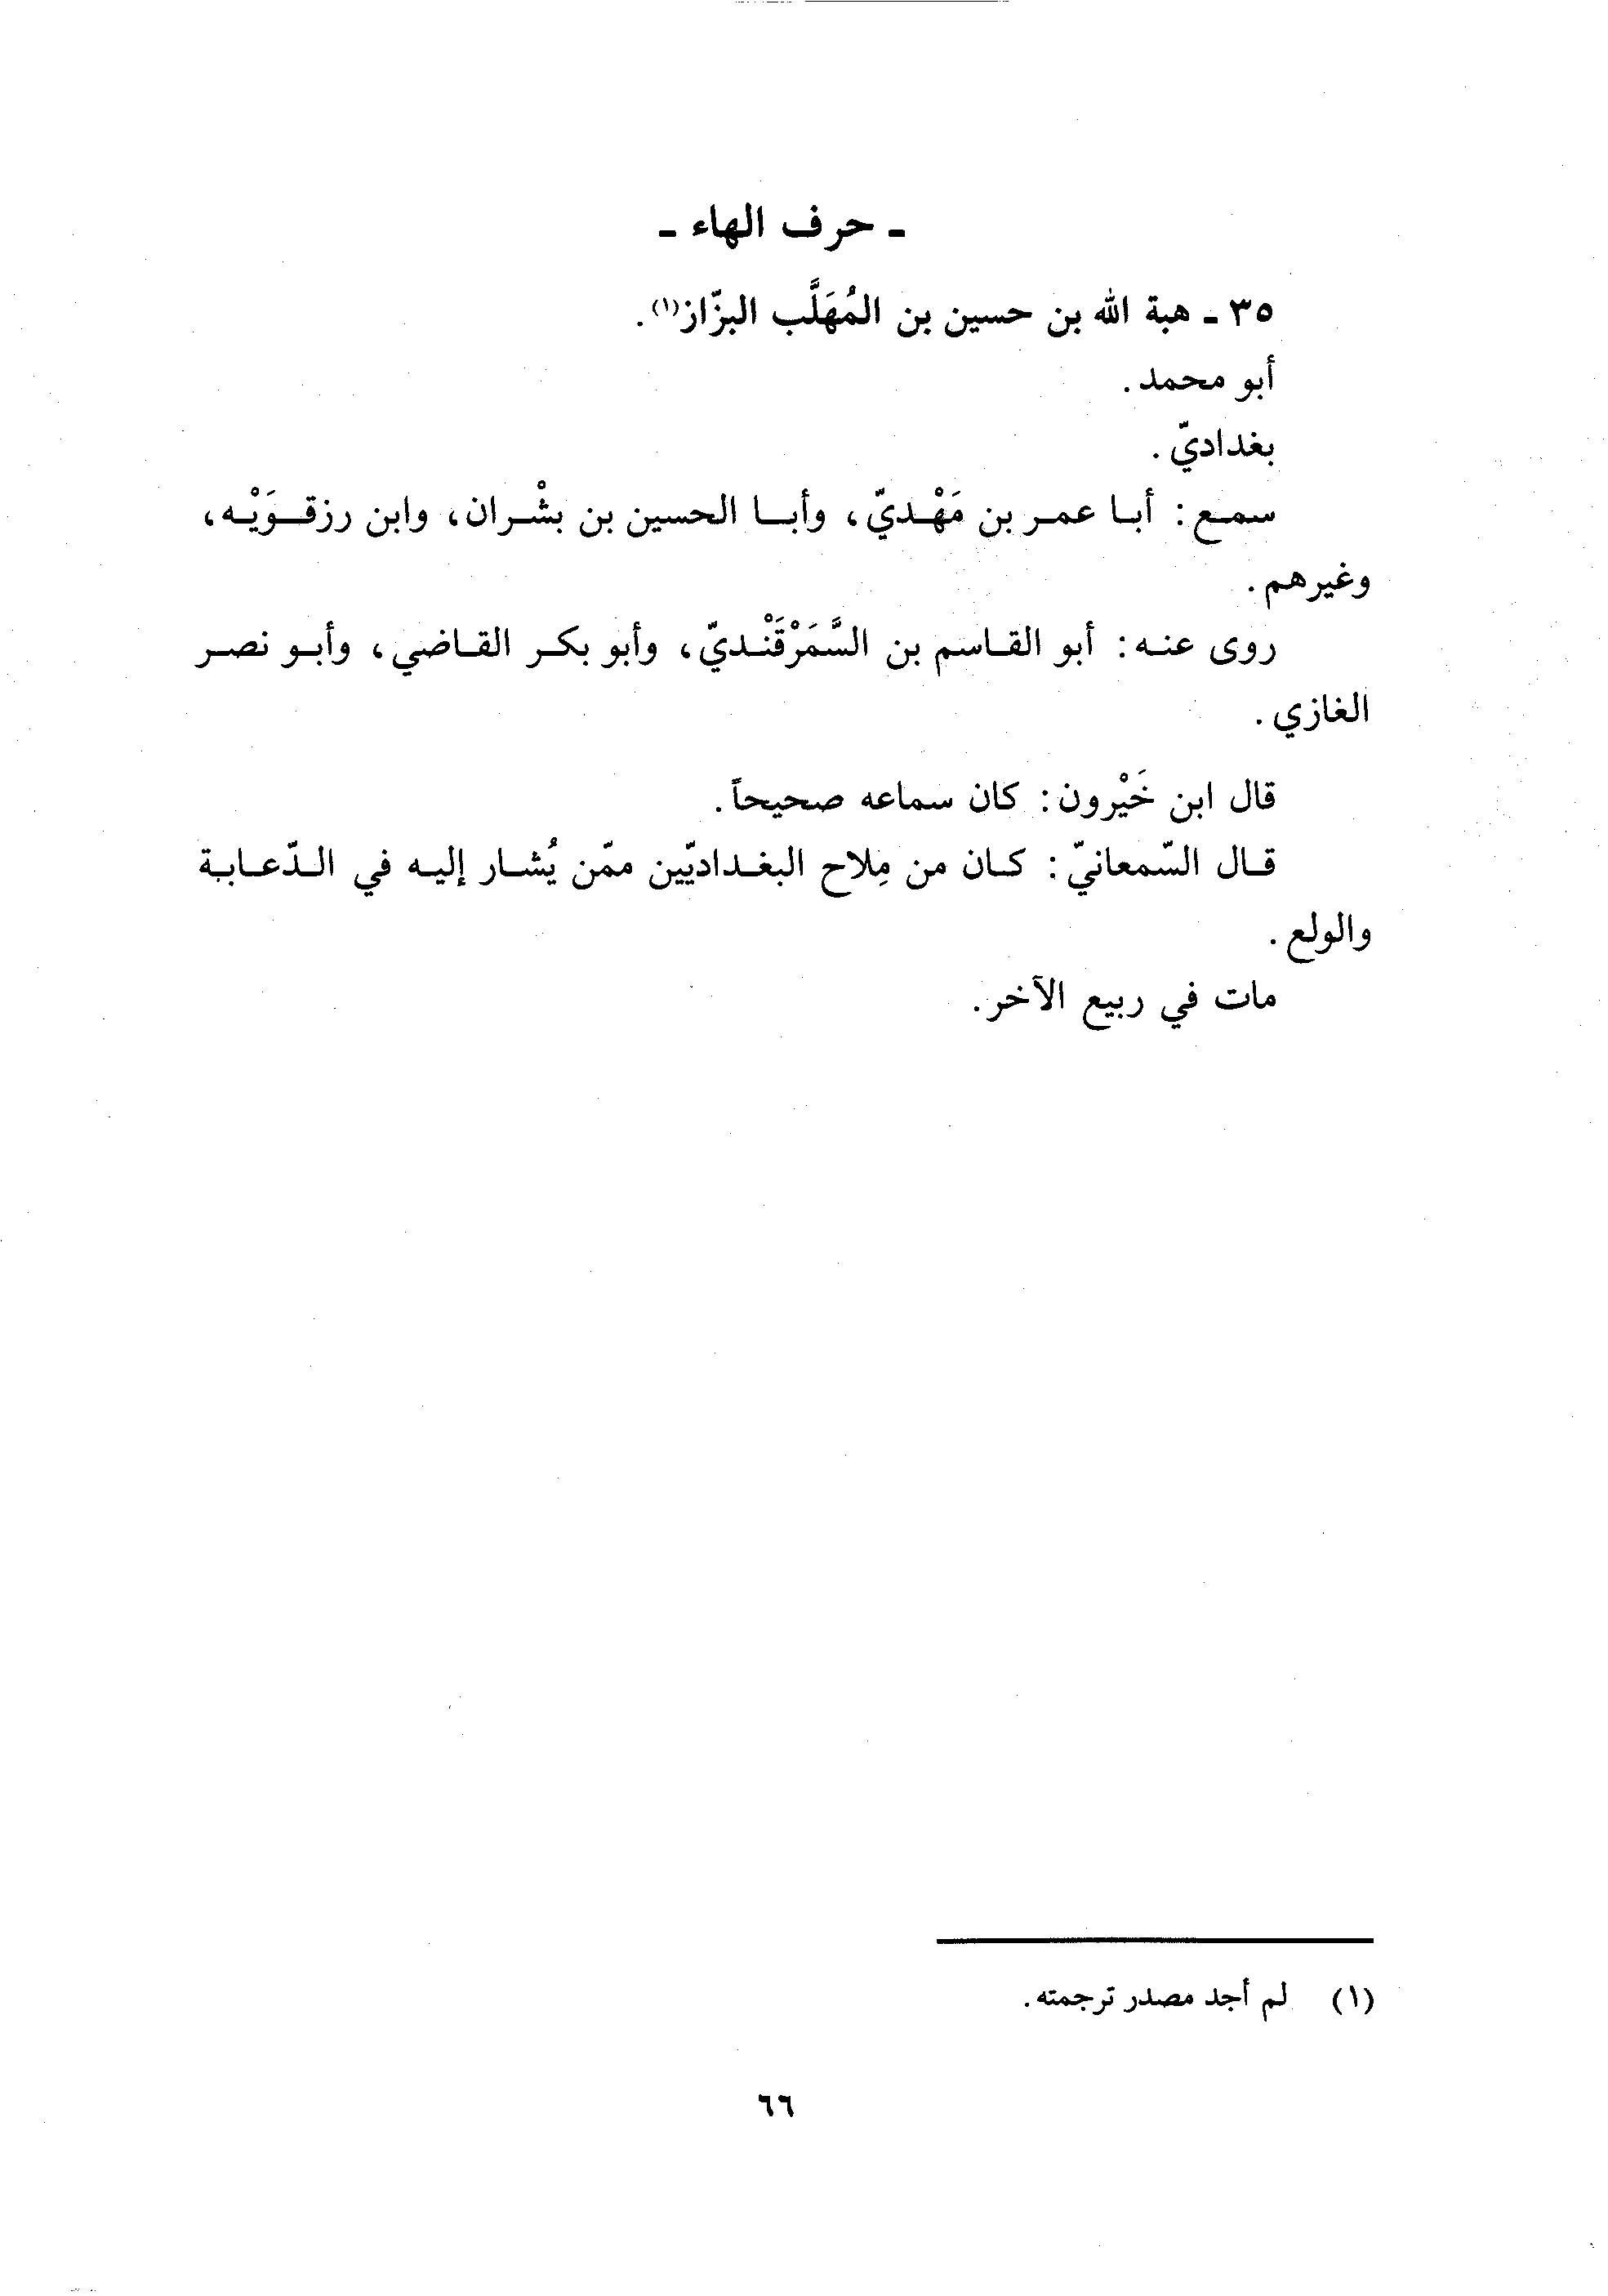 ـ حرف الهاء ـ
٣٥ ـ هبة الله بن حسين بن المُهَلَّب البزّاز(١).
أبو محمد.
بغداديّ.
سمع: أبا عمر بن مَهْديّ، وأبا الحسين بن بشْران، وابن رزقوَيْه،
وغيرهم.
روى عنه: أبو القاسم بن السَّمَرْقَنْديّ، وأبو بكر القاضي، وأبو نصر
الغازي.
قال ابن خَيْرون: كان سماعه صحيحاً.
قال السّمعانيّ: كان من مِلاح البغداديّين ممّن يُشار إليه في الدّعابة
والولع.
مات في ربيع الآخر.
(١) لم أجد مصدر ترجمته.
٦٦